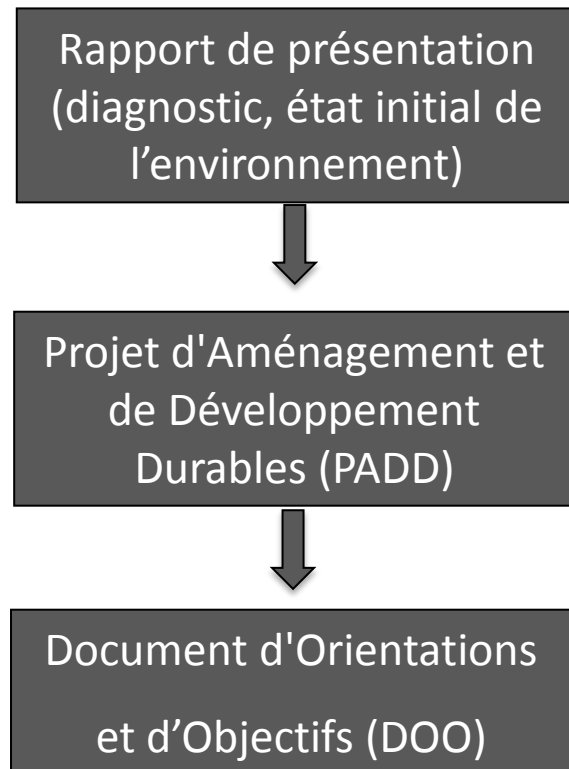 Rapport de présentation
(diagnostic, état initial de
l’environnement)
Projet d'Aménagement et
de Développement
Durables (PADD)
Document d'Orientations
et d’Objectifs (DOO)